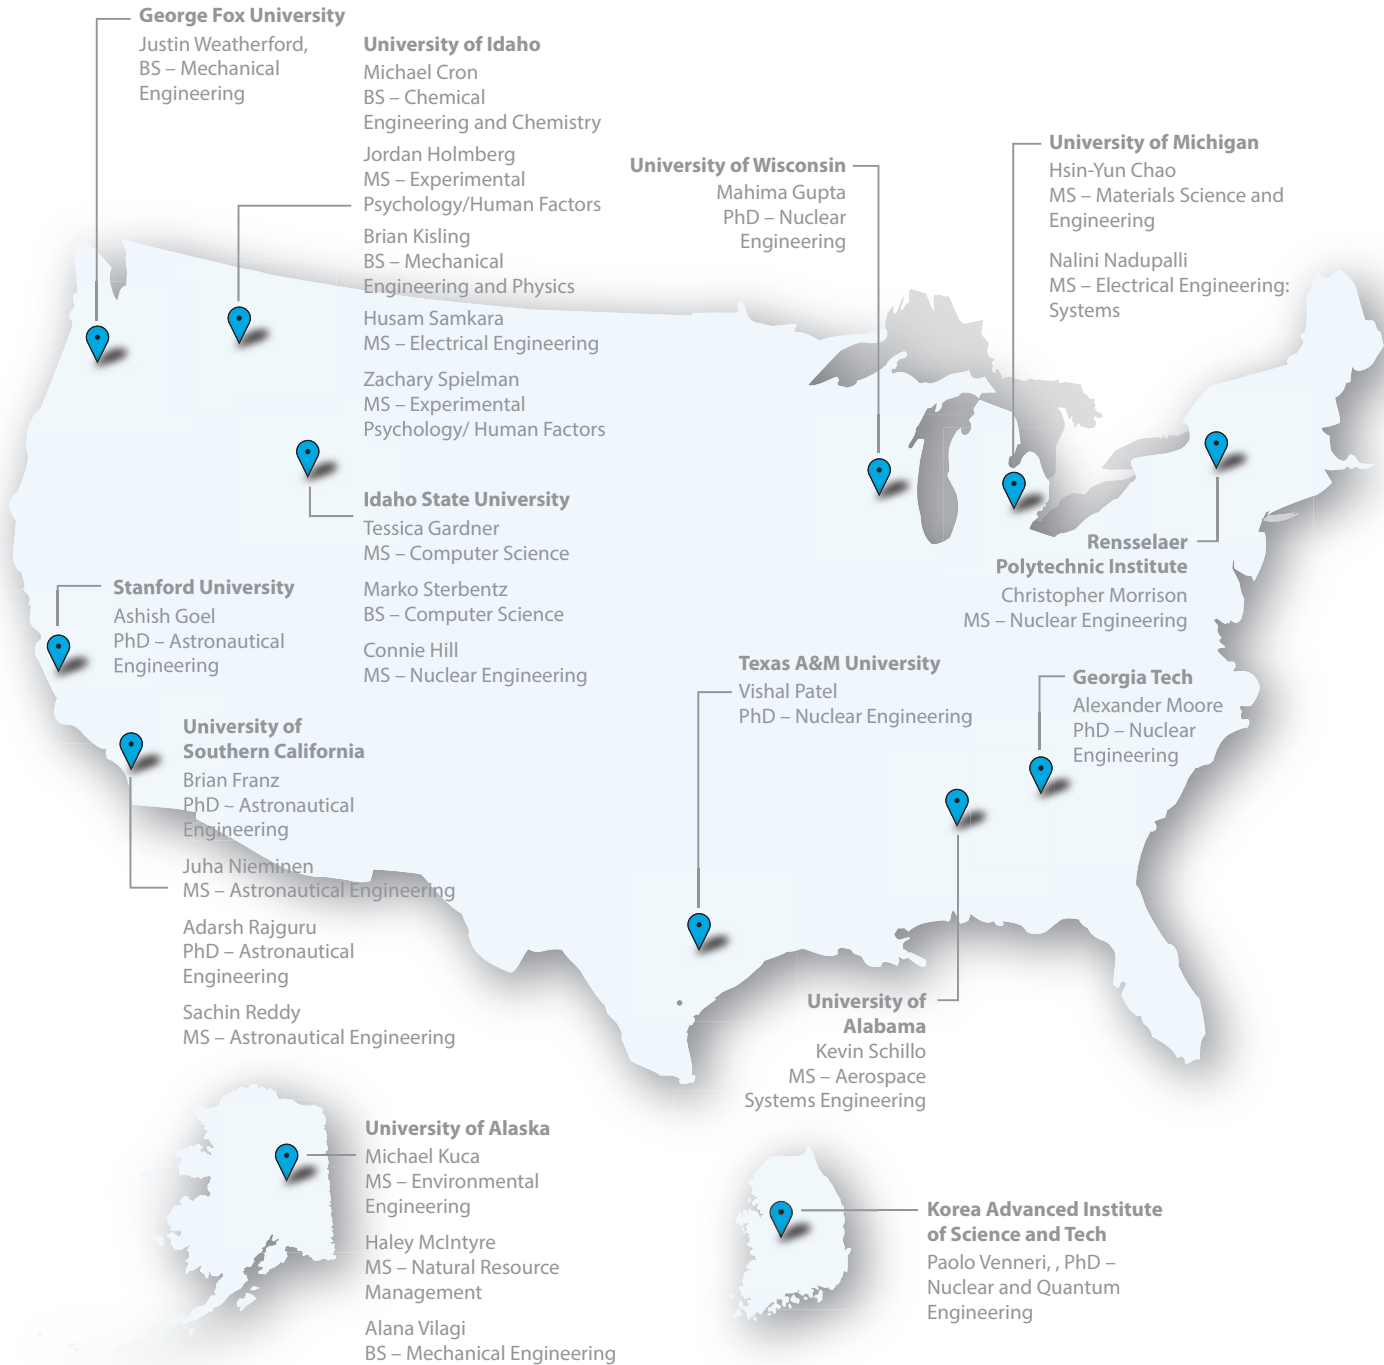 George Fox University
Justin Weatherford,
BS – Mechanical
Engineering
University of Idaho
Michael Cron
BS – Chemical
Engineering and Chemistry
Jordan Holmberg
MS – Experimental
Psychology/Human Factors
Brian Kisling
BS – Mechanical
Engineering and Physics
Husam Samkara
MS – Electrical Engineering
Zachary Spielman
MS – Experimental
Psychology/ Human Factors
University of Wisconsin
Mahima Gupta
PhD – Nuclear
Engineering
University of Michigan
Hsin-Yun Chao
MS – Materials Science and
Engineering
Nalini Nadupalli
MS – Electrical Engineering:
Systems
Idaho State University
Tessica Gardner
MS – Computer Science
Marko Sterbentz
BS – Computer Science
Connie Hill
MS – Nuclear Engineering
Rensselaer
Polytechnic Institute
Christopher Morrison
MS – Nuclear Engineering
Stanford University
Ashish Goel
PhD – Astronautical
Engineering
Texas A&M University
Vishal Patel
PhD – Nuclear Engineering
Georgia Tech
Alexander Moore
PhD – Nuclear
Engineering
University of
Southern California
Brian Franz
PhD – Astronautical
Engineering
Juha Nieminen
MS – Astronautical Engineering
Adarsh Rajguru
PhD – Astronautical
Engineering
Sachin Reddy
MS – Astronautical Engineering
University of
Alabama
Kevin Schillo
MS – Aerospace
Systems Engineering
University of Alaska
Michael Kuca
MS – Environmental
Engineering
Haley McIntyre
MS – Natural Resource
Management
Alana Vilagi
BS – Mechanical Engineering
Korea Advanced Institute
of Science and Tech
Paolo Venneri, , PhD –
Nuclear and Quantum
Engineering